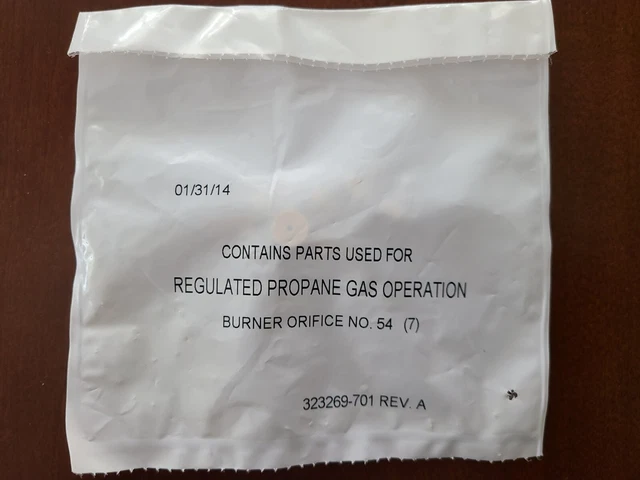 01/31/14
CONTAINS PARTS USED FOR
REGULATED PROPANE GAS OPERATION
BURNER ORIFICE NO. 54 (7)
323269-701 REV. A